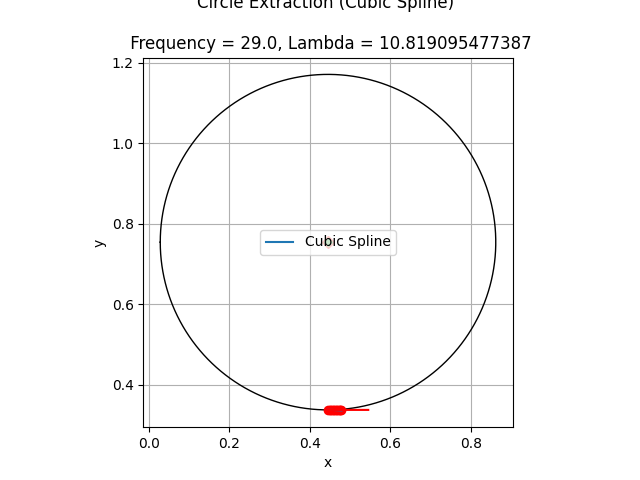 Circle Extraction (Cubic Spline)
Frequency = 29.0, Lambda = 10.819095477387
1.2
1.0
0.8
0.6
0.4
y
Cubic Spline
0.0 0.2 0.4 0.6 0.8
x